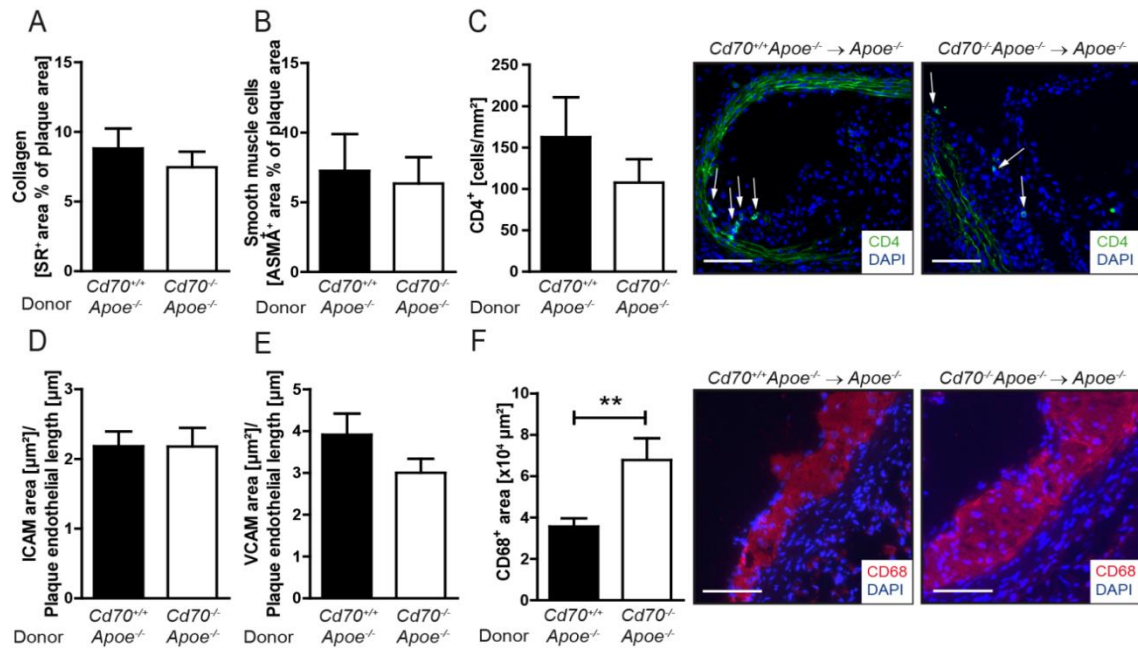 A
Collagen
[SR⁺ area % of plaque area]
15
10
5
0
Donor
Cd70⁺/⁺ Cd70⁻/⁻
Apoe⁻/⁻ Apoe⁻/⁻
B
Smooth muscle cells
[ASMA⁺ area % of plaque area]
15
10
5
0
Donor
Cd70⁺/⁺ Cd70⁻/⁻
Apoe⁻/⁻ Apoe⁻/⁻
C
CD4⁺ [cells/mm²]
250
200
150
100
50
0
Donor
Cd70⁺/⁺ Cd70⁻/⁻
Apoe⁻/⁻ Apoe⁻/⁻
Cd70⁺/⁺Apoe⁻/⁻ → Apoe⁻/⁻
CD4
DAPI
Cd70⁻/⁻Apoe⁻/⁻ → Apoe⁻/⁻
CD4
DAPI
D
ICAM area [µm²]/
Plaque endothelial length [µm]
3
2
1
0
Donor
Cd70⁺/⁺ Cd70⁻/⁻
Apoe⁻/⁻ Apoe⁻/⁻
E
VCAM area [µm²]/
Plaque endothelial length [µm]
5
4
3
2
1
0
Donor
Cd70⁺/⁺ Cd70⁻/⁻
Apoe⁻/⁻ Apoe⁻/⁻
F
CD68⁺ area [x10⁴ µm²]
10
8
6
4
2
0
**
Donor
Cd70⁺/⁺ Cd70⁻/⁻
Apoe⁻/⁻ Apoe⁻/⁻
Cd70⁺/⁺Apoe⁻/⁻ → Apoe⁻/⁻
CD68
DAPI
Cd70⁻/⁻Apoe⁻/⁻ → Apoe⁻/⁻
CD68
DAPI